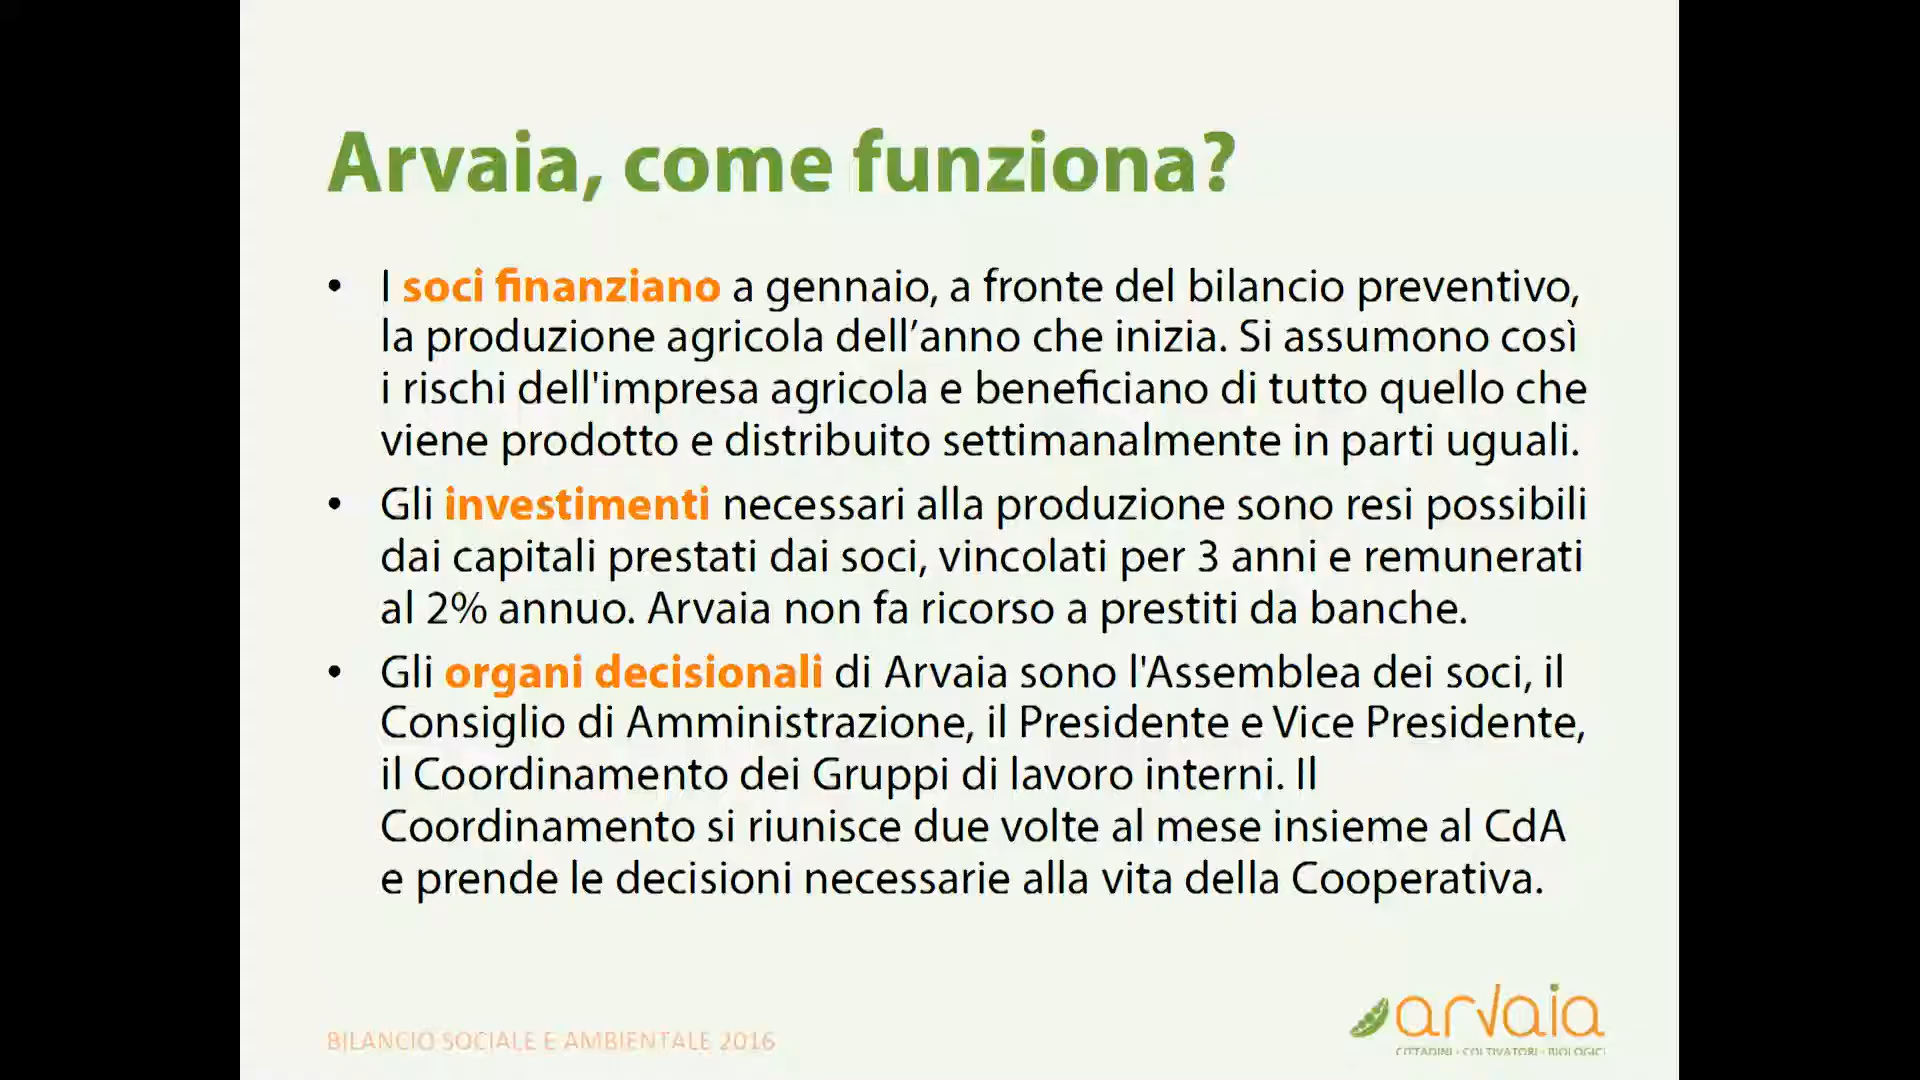 Arvaia, come funziona?
• I soci finanziano a gennaio, a fronte del bilancio preventivo,
la produzione agricola dell’anno che inizia. Si assumono così
i rischi dell'impresa agricola e beneficiano di tutto quello che
viene prodotto e distribuito settimanalmente in parti uguali.
• Gli investimenti necessari alla produzione sono resi possibili
dai capitali prestati dai soci, vincolati per 3 anni e remunerati
al 2% annuo. Arvaia non fa ricorso a prestiti da banche.
• Gli organi decisionali di Arvaia sono l'Assemblea dei soci, il
Consiglio di Amministrazione, il Presidente e Vice Presidente,
il Coordinamento dei Gruppi di lavoro interni. Il
Coordinamento si riunisce due volte al mese insieme al CdA
e prende le decisioni necessarie alla vita della Cooperativa.
BILANCIO SOCIALE E AMBIENTALE 2016
arvaia
CITTADINI · COLTIVATORI · BIOLOGICI